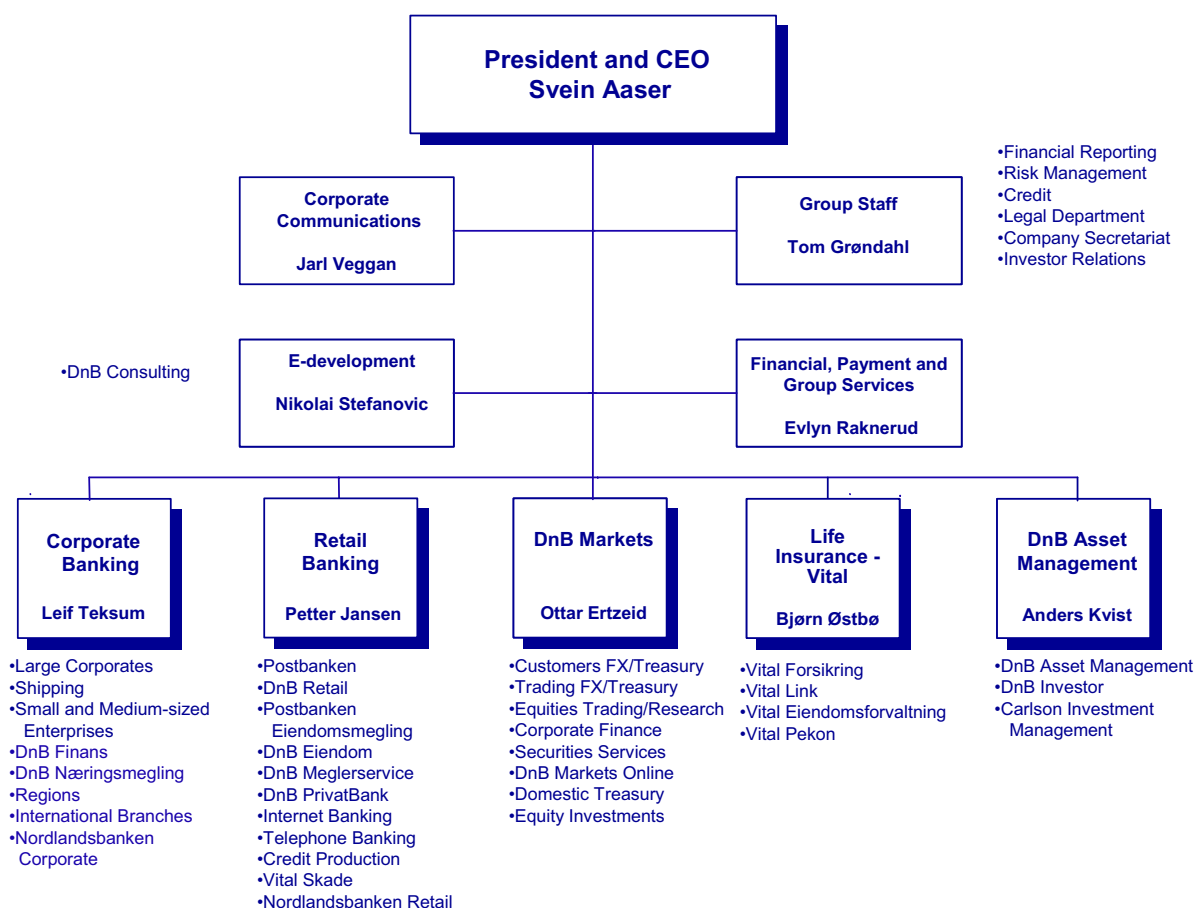 President and CEO
Svein Aaser
Corporate
Communications
Jarl Veggan
Group Staff
Tom Grøndahl
•Financial Reporting
•Risk Management
•Credit
•Legal Department
•Company Secretariat
•Investor Relations
•DnB Consulting
E-development
Nikolai Stefanovic
Financial, Payment and
Group Services
Evlyn Raknerud
Corporate
Banking
Leif Teksum
•Large Corporates
•Shipping
•Small and Medium-sized
Enterprises
•DnB Finans
•DnB Næringsmegling
•Regions
•International Branches
•Nordlandsbanken
Corporate
Retail
Banking
Petter Jansen
•Postbanken
•DnB Retail
•Postbanken
Eiendomsmegling
•DnB Eiendom
•DnB Meglerservice
•DnB PrivatBank
•Internet Banking
•Telephone Banking
•Credit Production
•Vital Skade
•Nordlandsbanken Retail
DnB Markets
Ottar Ertzeid
•Customers FX/Treasury
•Trading FX/Treasury
•Equities Trading/Research
•Corporate Finance
•Securities Services
•DnB Markets Online
•Domestic Treasury
•Equity Investments
Life
Insurance -
Vital
Bjørn Østbø
•Vital Forsikring
•Vital Link
•Vital Eiendomsforvaltning
•Vital Pekon
DnB Asset
Management
Anders Kvist
•DnB Asset Management
•DnB Investor
•Carlson Investment
Management